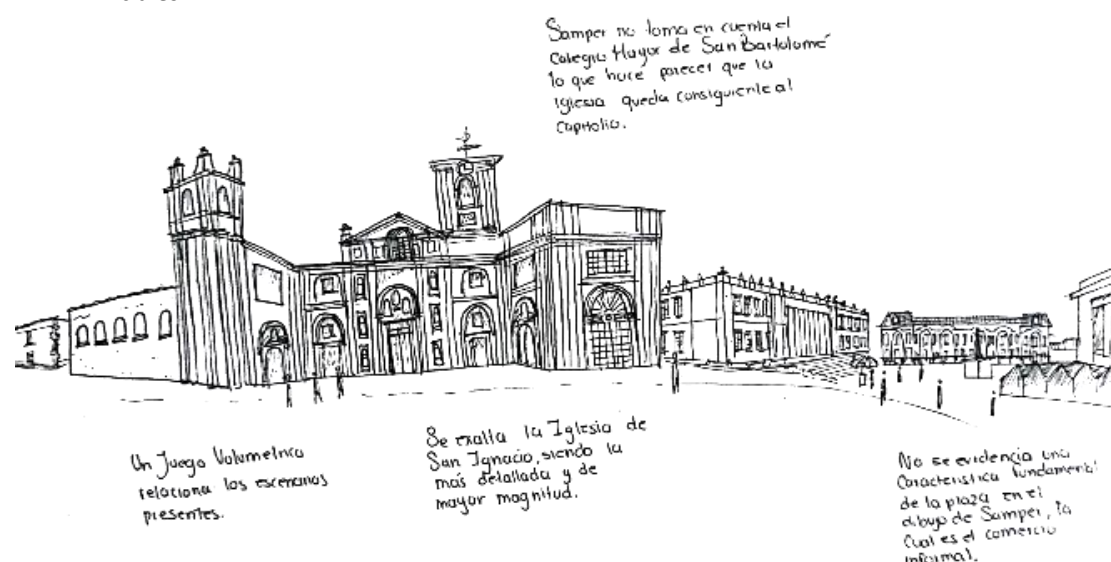 Samper no toma en cuenta el
Colegio Mayor de San Bartolomé
lo que hace parecer que la
iglesia queda consiguiente al
Capitolio.
Un Juego Volumetrico
relaciona los escenarios
presentes.
Se exalta la Iglesia de
San Ignacio, siendo la
más detallada y de
mayor magnitud.
No se evidencia una
Caracteristica fundamental
de la plaza en el
dibujo de Samper, la
Cual es el comercio
informal.